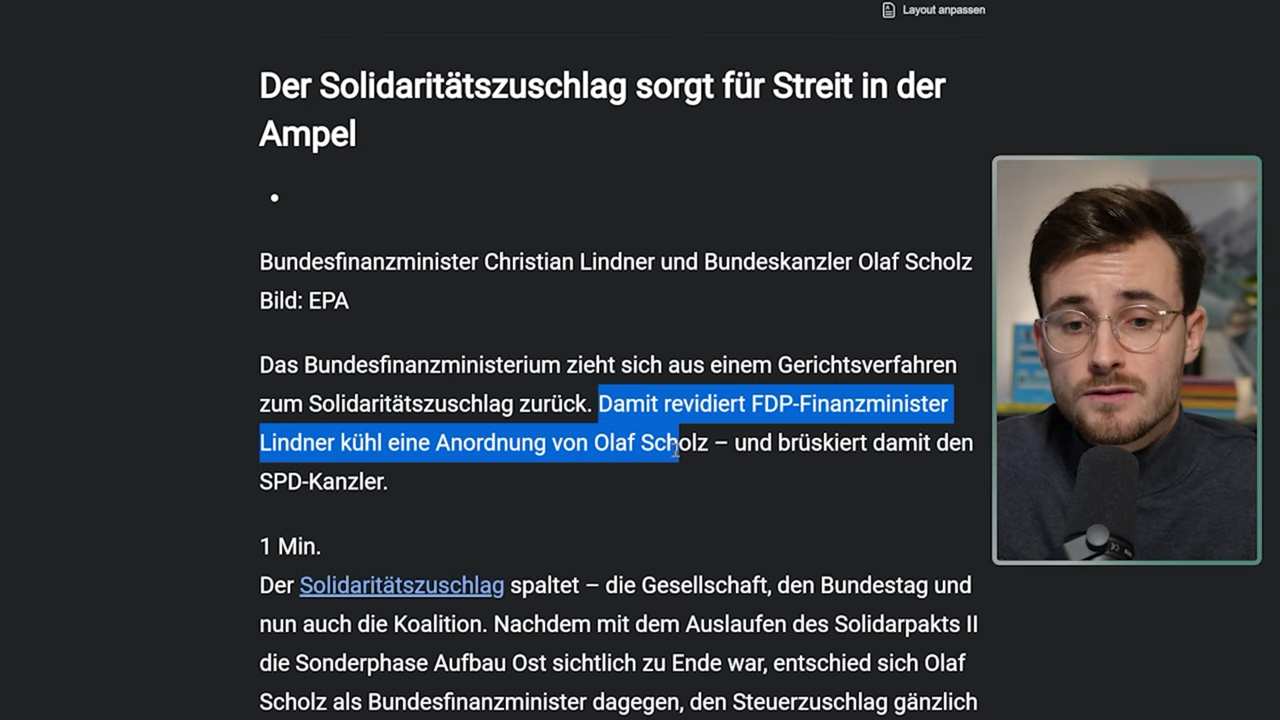 Layout anpassen
Der Solidaritätszuschlag sorgt für Streit in der
Ampel
Bundesfinanzminister Christian Lindner und Bundeskanzler Olaf Scholz
Bild: EPA
Das Bundesfinanzministerium zieht sich aus einem Gerichtsverfahren
zum Solidaritätszuschlag zurück. Damit revidiert FDP-Finanzminister
Lindner kühl eine Anordnung von Olaf Scholz – und brüskiert damit den
SPD-Kanzler.
1 Min.
Der Solidaritätszuschlag spaltet – die Gesellschaft, den Bundestag und
nun auch die Koalition. Nachdem mit dem Auslaufen des Solidarpakts II
die Sonderphase Aufbau Ost sichtlich zu Ende war, entschied sich Olaf
Scholz als Bundesfinanzminister dagegen, den Steuerzuschlag gänzlich